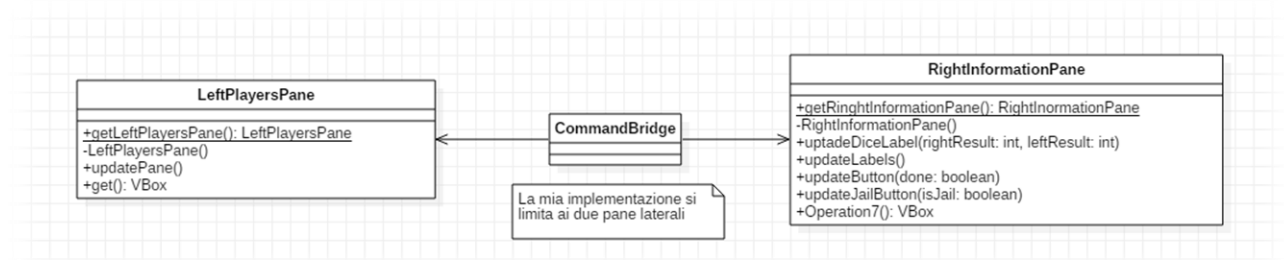 LeftPlayersPane
+getLeftPlayersPane(): LeftPlayersPane
-LeftPlayersPane()
+updatePane()
+get(): VBox
CommandBridge
La mia implementazione si
limita ai due pane laterali
RightInformationPane
+getRinghtInformationPane(): RightInormationPane
-RightInformationPane()
+uptadeDiceLabel(rightResult: int, leftResult: int)
+updateLabels()
+updateButton(done: boolean)
+updateJailButton(isJail: boolean)
+Operation7(): VBox